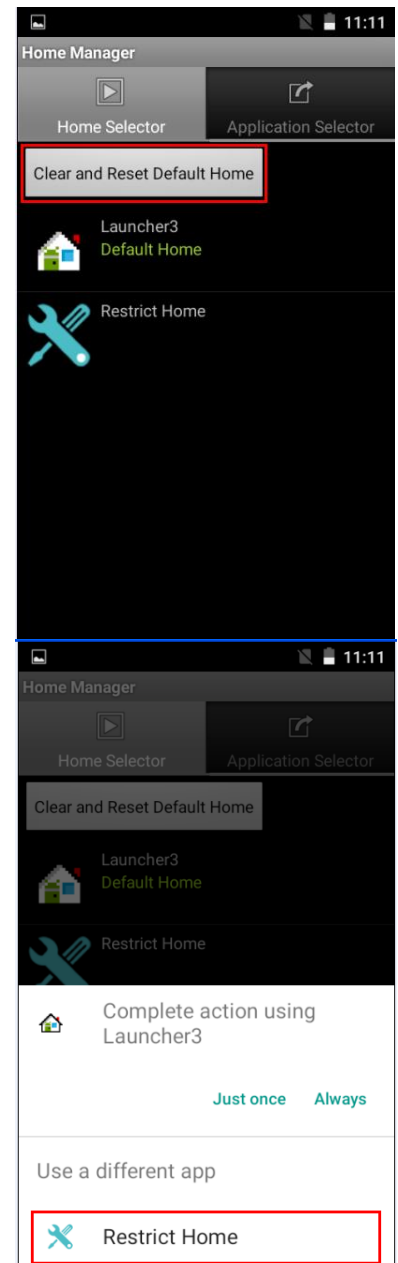 11:11
Home Manager
Home Selector
Application Selector
Clear and Reset Default Home
Launcher3
Default Home
Restrict Home
11:11
Home Manager
Home Selector
Application Selector
Clear and Reset Default Home
Launcher3
Default Home
Restrict Home
Complete action using
Launcher3
Just once
Always
Use a different app
Restrict Home